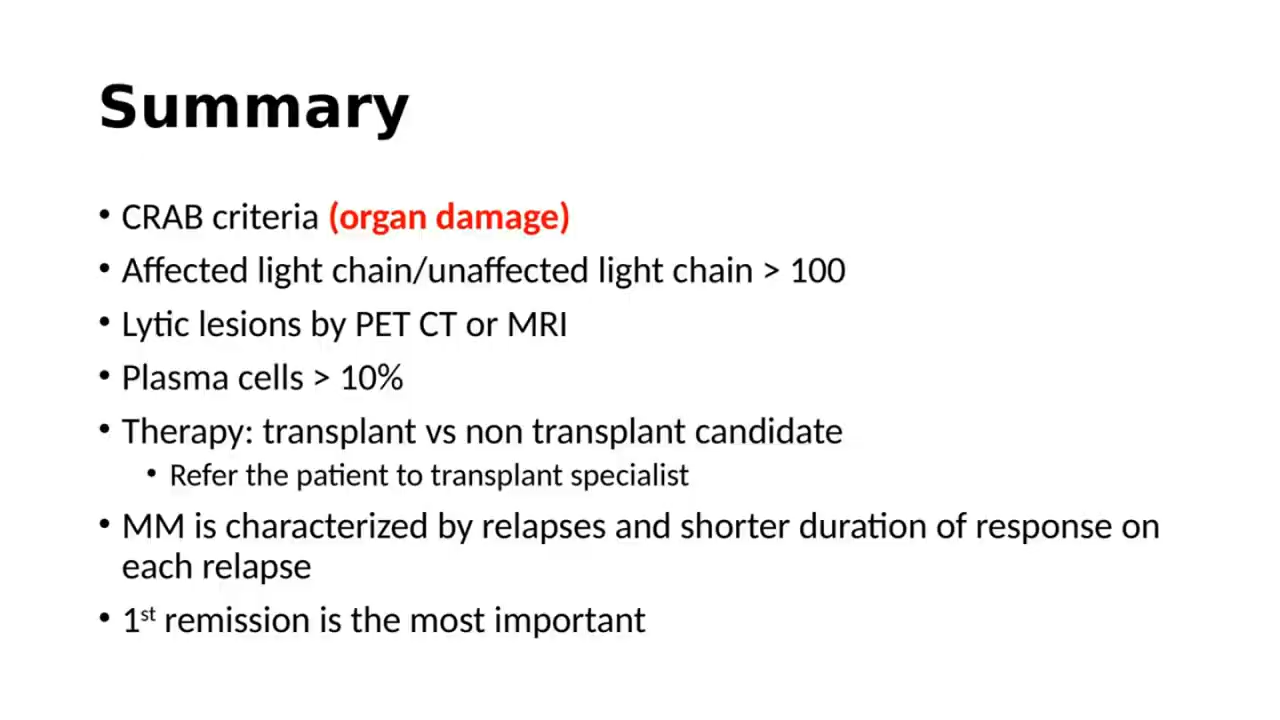 Summary
• CRAB criteria (organ damage)
• Affected light chain/unaffected light chain > 100
• Lytic lesions by PET CT or MRI
• Plasma cells > 10%
• Therapy: transplant vs non transplant candidate
• Refer the patient to transplant specialist
• MM is characterized by relapses and shorter duration of response on
each relapse
• 1st remission is the most important